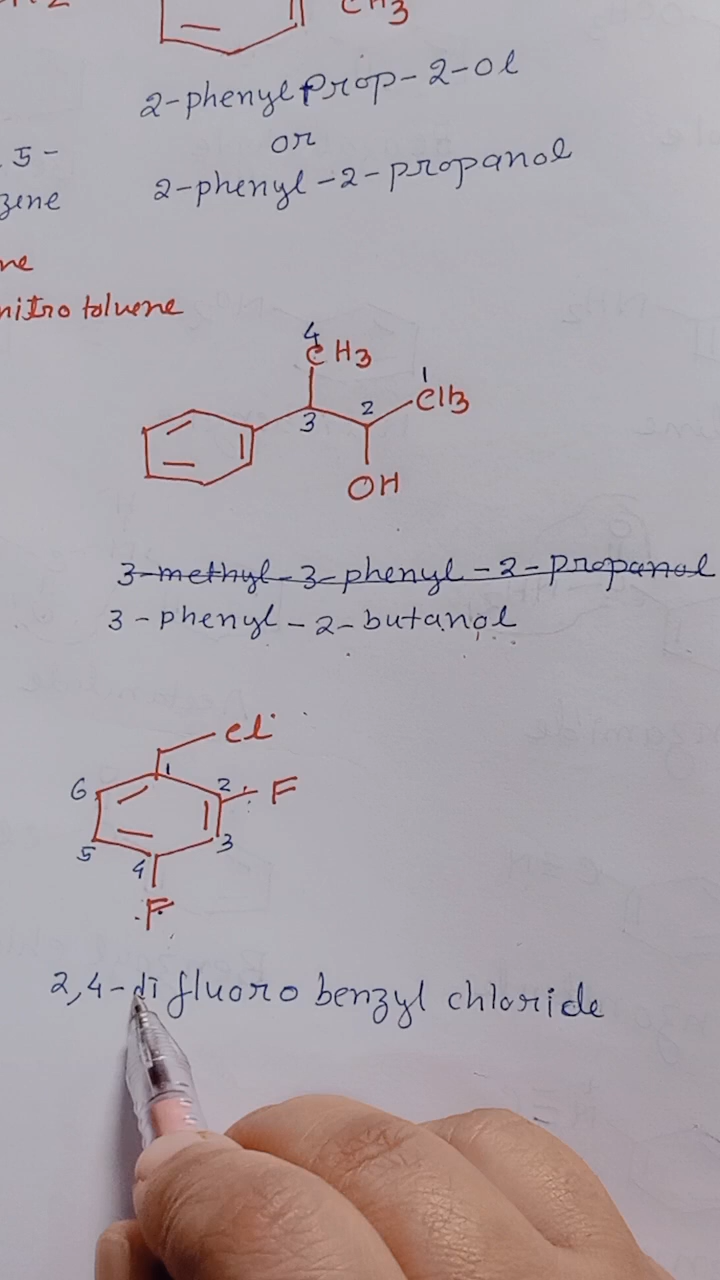 CH3
2-phenylprop-2-ol
or
5-
2-phenyl-2-propanol
zene
ne
nitro toluene
4
CH3
1
CH3
2
3
OH
3-methyl-3-phenyl-2-propanol
3-phenyl-2-butanol
Cl
1
6 2 F
5 3
4
F
2,4-difluoro benzyl chloride